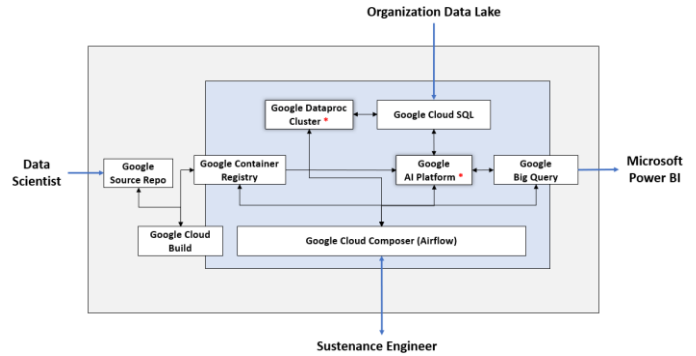 Organization Data Lake
Google Dataproc
Cluster *
Google Cloud SQL
Data
Scientist
Google
Source Repo
Google Container
Registry
Google
AI Platform *
Google
Big Query
Microsoft
Power BI
Google Cloud
Build
Google Cloud Composer (Airflow)
Sustenance Engineer